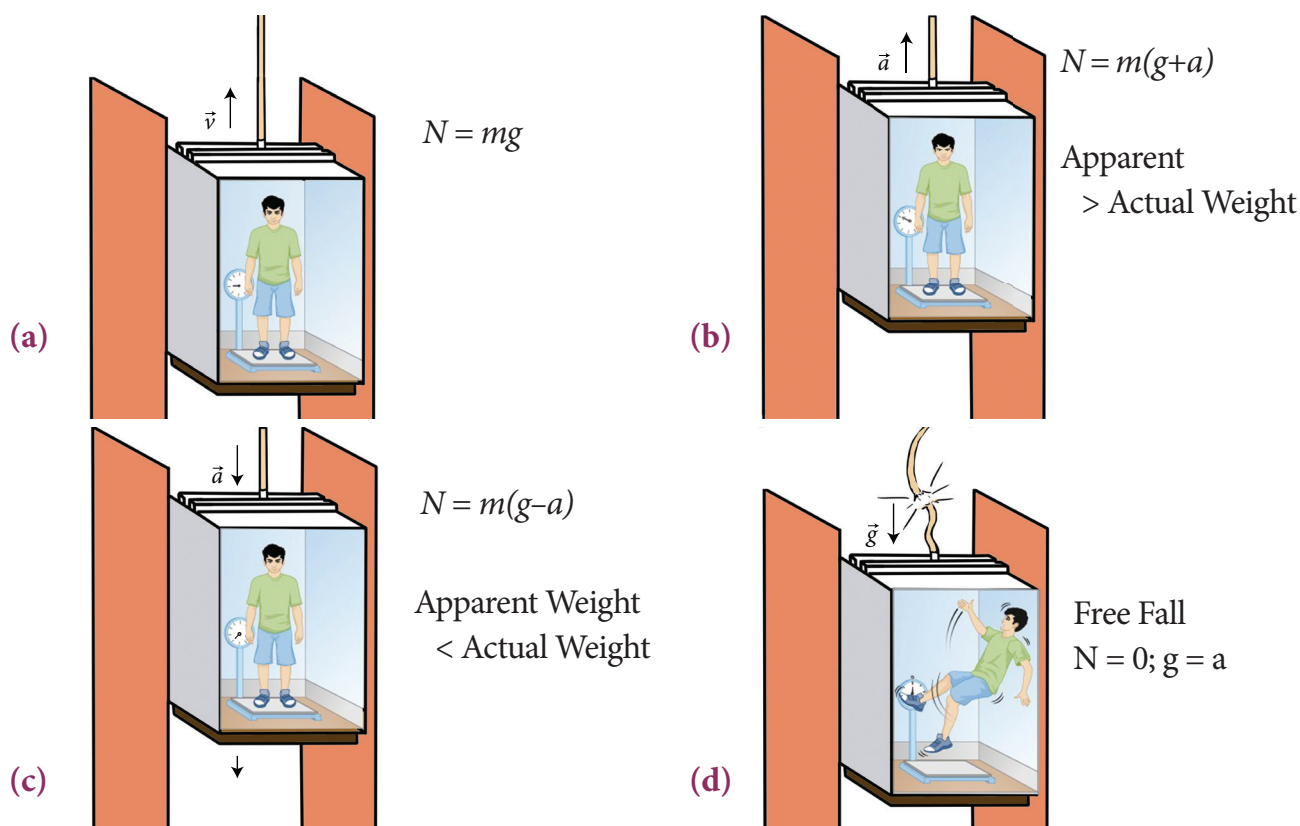 (a)
v⃗
N = mg
(b)
a⃗
N = m(g+a)
Apparent
> Actual Weight
(c)
a⃗
N = m(g–a)
Apparent Weight
< Actual Weight
(d)
g⃗
Free Fall
N = 0; g = a